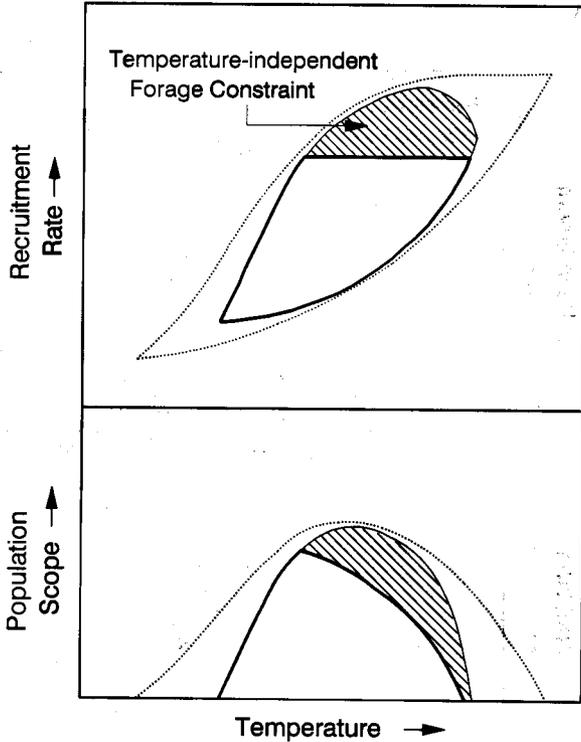 Temperature-independent
Forage Constraint
Recruitment
Rate
Population
Scope
Temperature